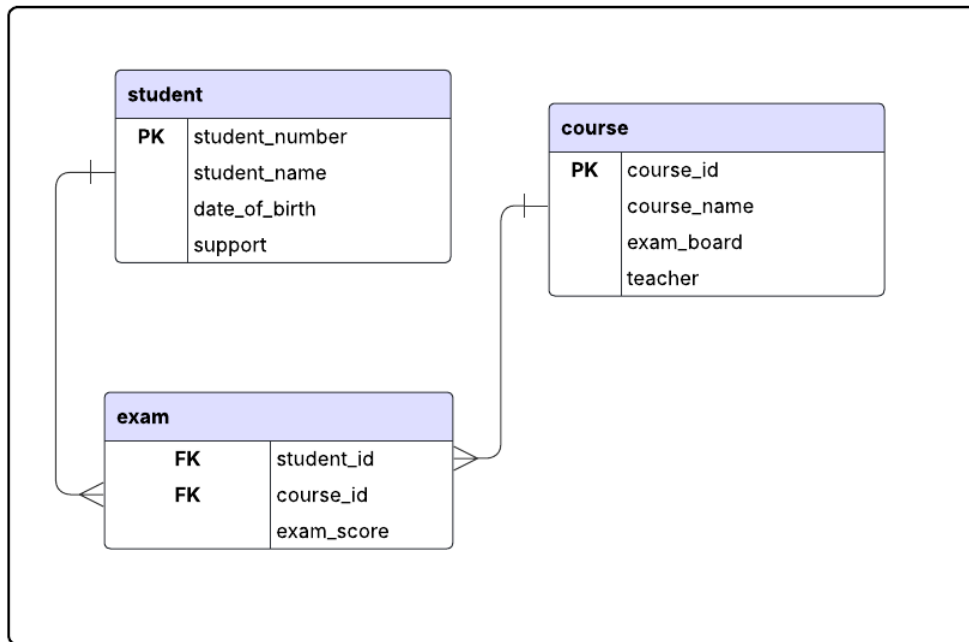 student
PK student_number
student_name
date_of_birth
support
course
PK course_id
course_name
exam_board
teacher
exam
FK student_id
FK course_id
exam_score